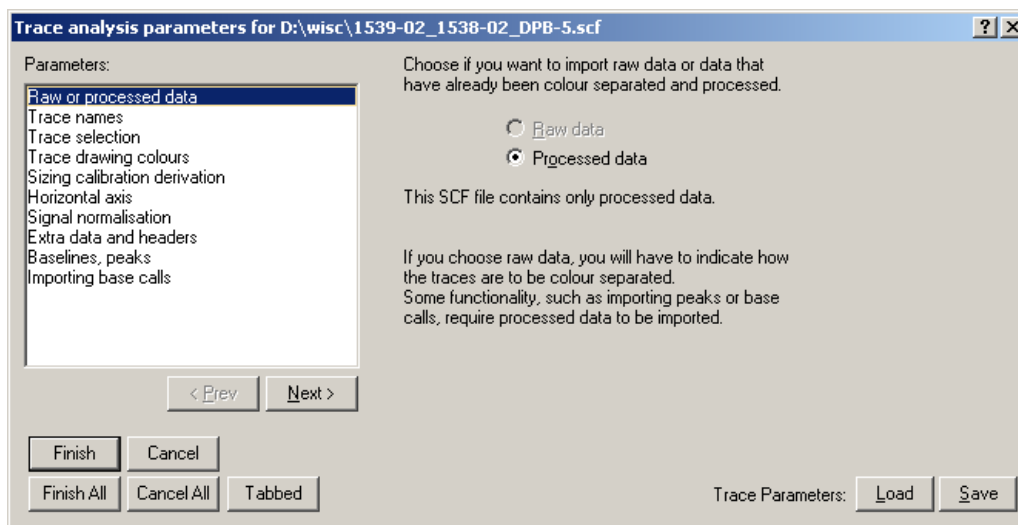 Trace analysis parameters for D:\wisc\1539-02_1538-02_DPB-5.scf
? X
Parameters:
Raw or processed data
Trace names
Trace selection
Trace drawing colours
Sizing calibration derivation
Horizontal axis
Signal normalisation
Extra data and headers
Baselines, peaks
Importing base calls
< Prev
Next >
Choose if you want to import raw data or data that
have already been colour separated and processed.
Raw data
Processed data
This SCF file contains only processed data.
If you choose raw data, you will have to indicate how
the traces are to be colour separated.
Some functionality, such as importing peaks or base
calls, require processed data to be imported.
Finish
Cancel
Finish All
Cancel All
Tabbed
Trace Parameters:
Load
Save